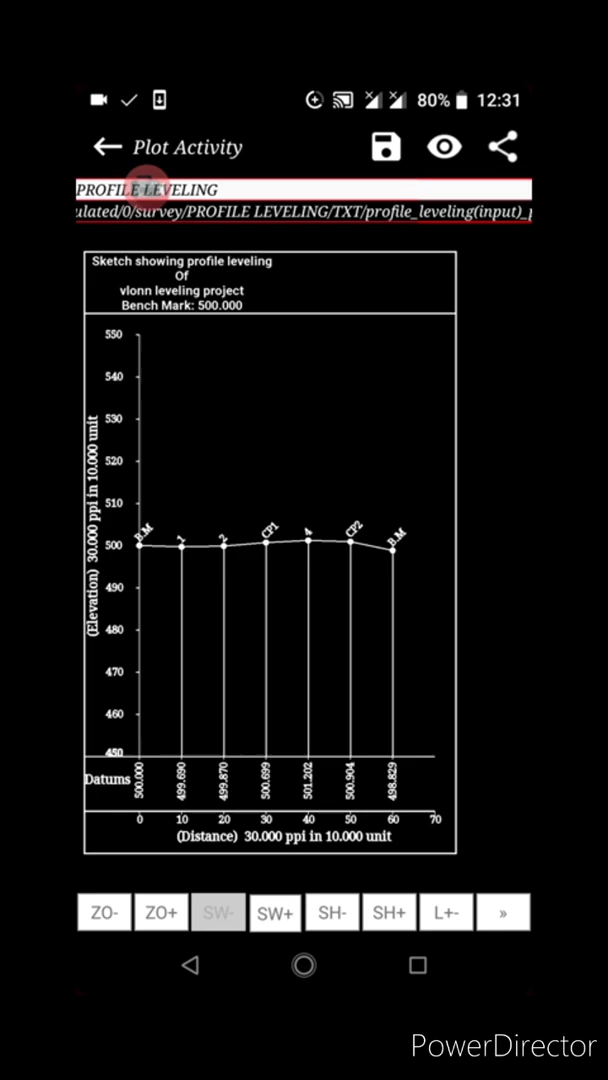 80% 12:31
Plot Activity
PROFILE LEVELING
ulated/0/survey/PROFILE LEVELING/TXT/profile_leveling(input)_
Sketch showing profile leveling
Of
vlonn leveling project
Bench Mark: 500.000
550
540
530
520
510
500
490
480
470
460
450
(Elevation) 30.000 ppi in 10.000 unit
B.M 1 2 CP1 4 CP2 B.M
Datums 500.000 499.690 499.870 500.699 501.202 500.904 498.829
0 10 20 30 40 50 60 70
(Distance) 30.000 ppi in 10.000 unit
ZO- ZO+ SW- SW+ SH- SH+ L+- »
PowerDirector